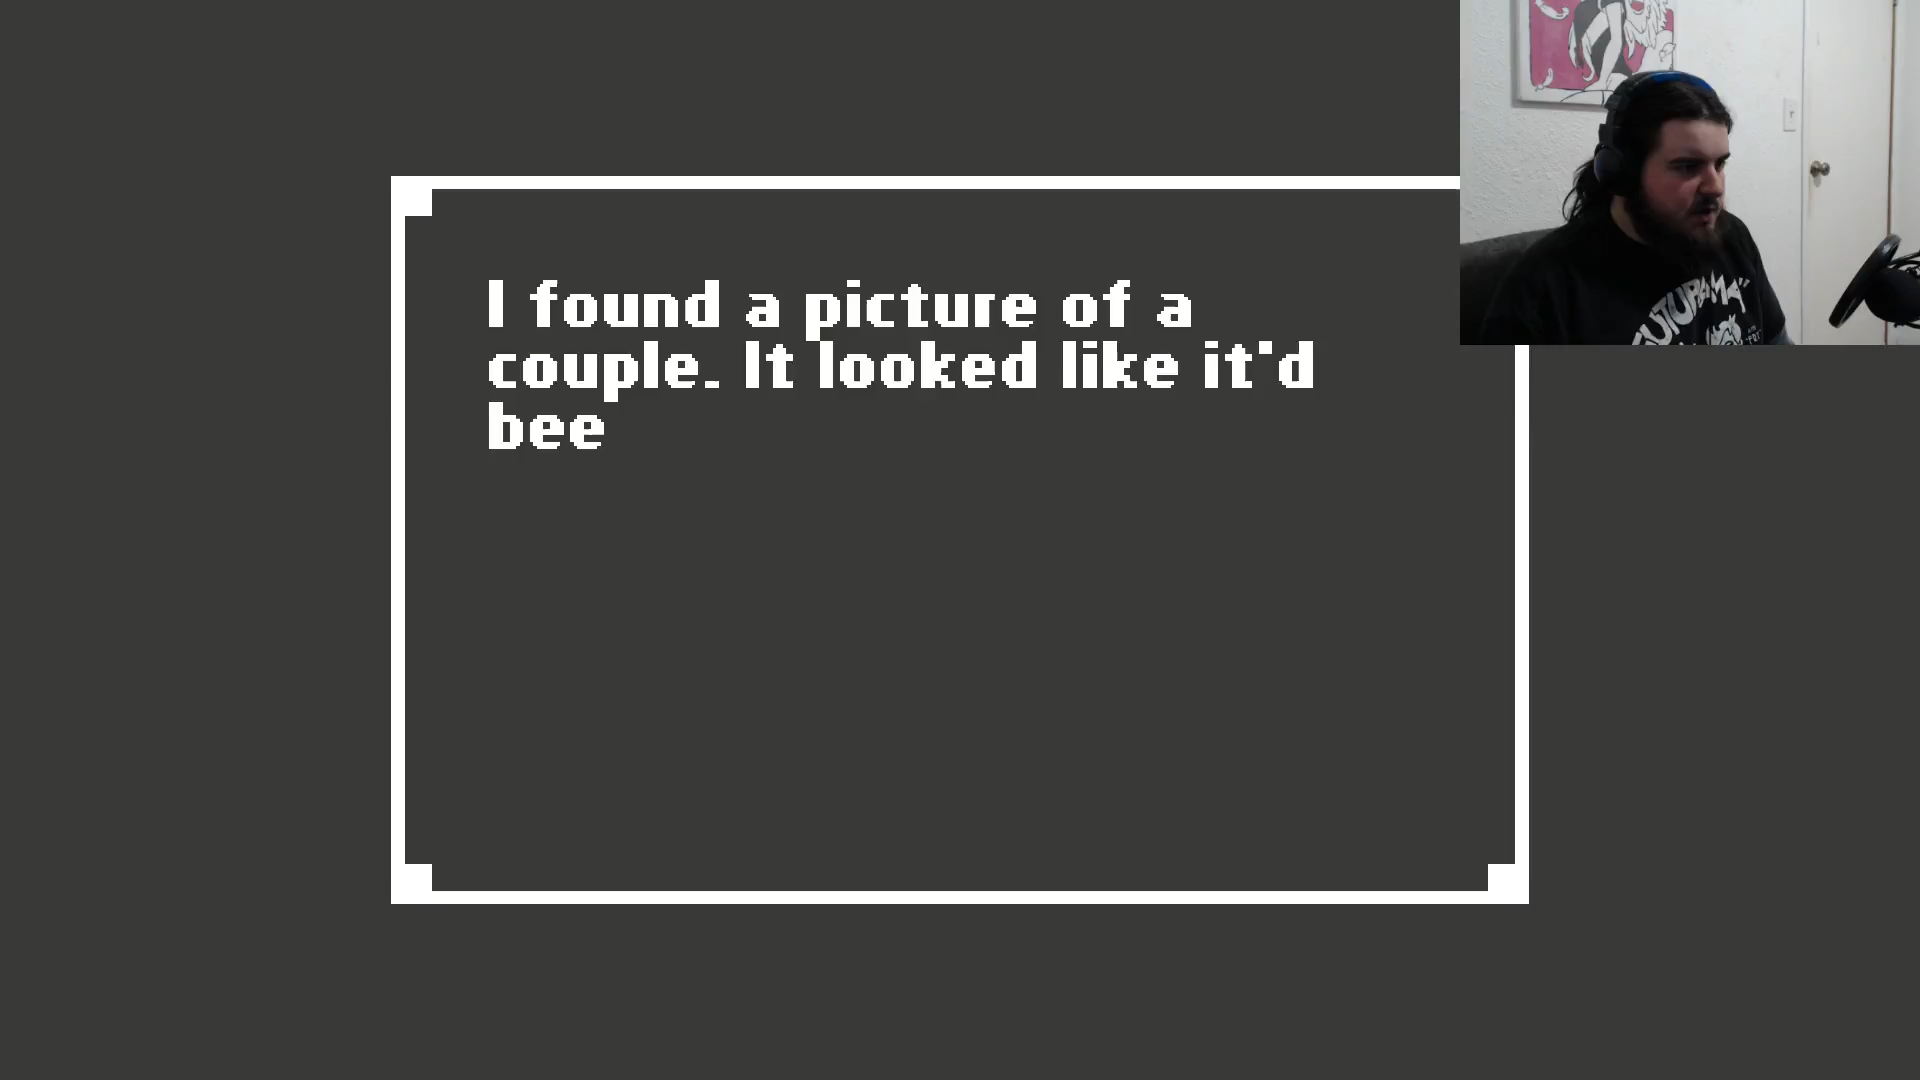 I found a picture of a
couple. It looked like it'd
bee